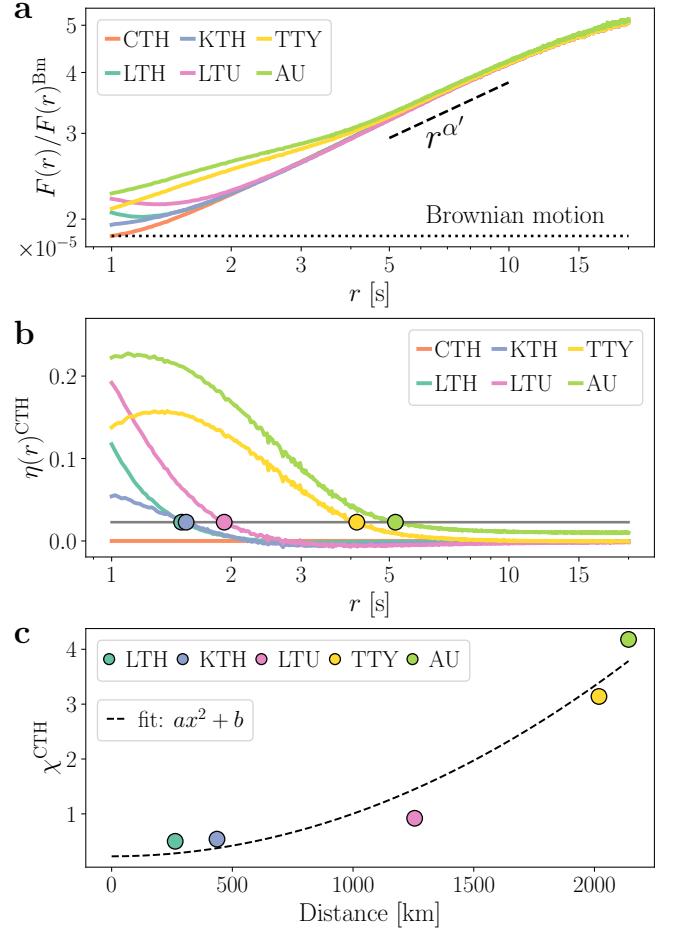 a
CTH KTH TTY
LTH LTU AU
F(r)/F(r)^Bm
5
4
3
2
×10⁻⁵
r^α′
Brownian motion
1 2 3 5 10 15
r [s]
b
CTH KTH TTY
LTH LTU AU
η(r)^CTH
0.2
0.1
0.0
1 2 3 5 10 15
r [s]
c
LTH KTH LTU TTY AU
fit: ax² + b
χ^CTH
4
3
2
1
0 500 1000 1500 2000
Distance [km]